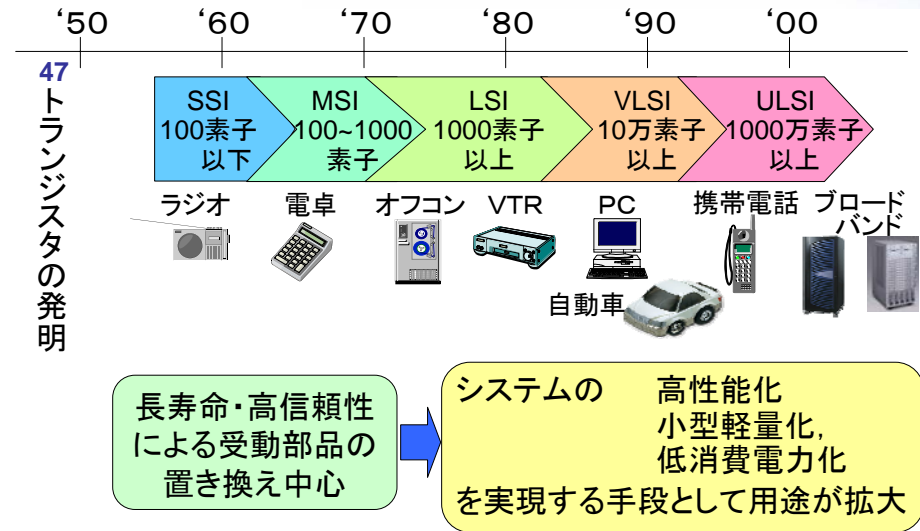 ‘50
‘60
‘70
‘80
‘90
‘00
47
トランジスタの発明
SSI
100素子
以下
MSI
100~1000
素子
LSI
1000素子
以上
VLSI
10万素子
以上
ULSI
1000万素子
以上
ラジオ
電卓
オフコン
VTR
PC
携帯電話
ブロード
バンド
自動車
長寿命・高信頼性
による受動部品の
置き換え中心
システムの 高性能化
小型軽量化,
低消費電力化
を実現する手段として用途が拡大